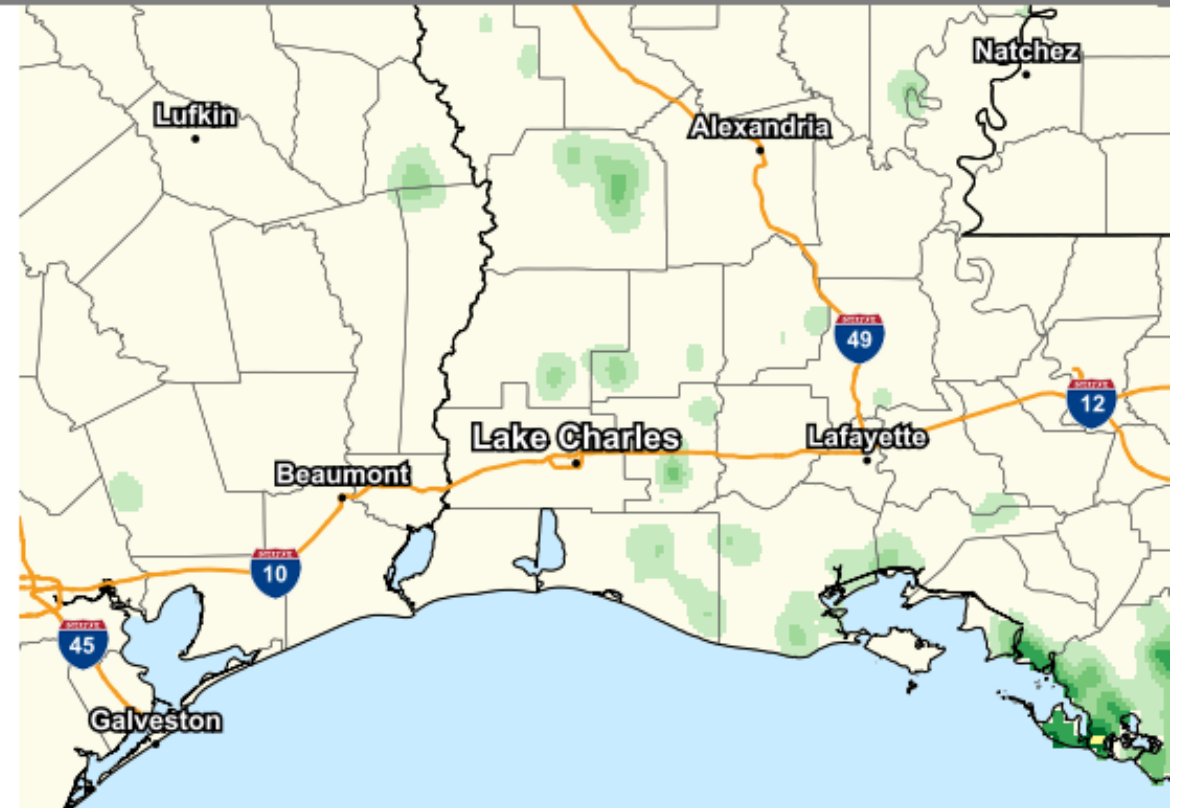 Natchez
Lufkin
Alexandria
49
12
Lake Charles
Lafayette
Beaumont
10
45
Galveston